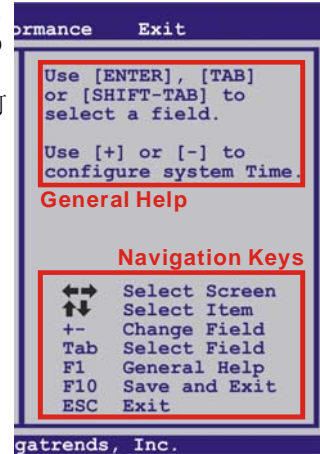 ormance Exit
Use [ENTER], [TAB]
or [SHIFT-TAB] to
select a field.
Use [+] or [-] to
configure system Time.
General Help
Navigation Keys
←→ Select Screen
↑↓ Select Item
+- Change Field
Tab Select Field
F1 General Help
F10 Save and Exit
ESC Exit
gatrends, Inc.